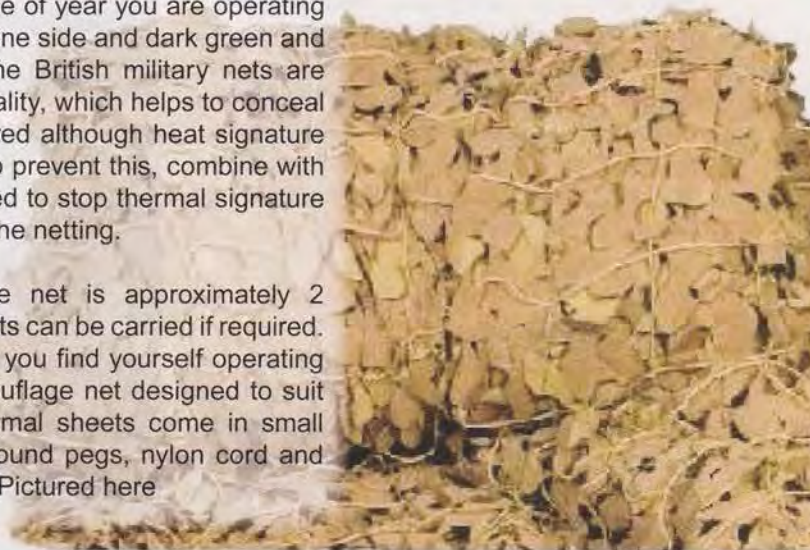 e of year you are operating
ne side and dark green and
he British military nets are
ality, which helps to conceal
red although heat signature
o prevent this, combine with
ed to stop thermal signature
he netting.
e net is approximately 2
ts can be carried if required.
you find yourself operating
uflage net designed to suit
rmal sheets come in small
ound pegs, nylon cord and
Pictured here